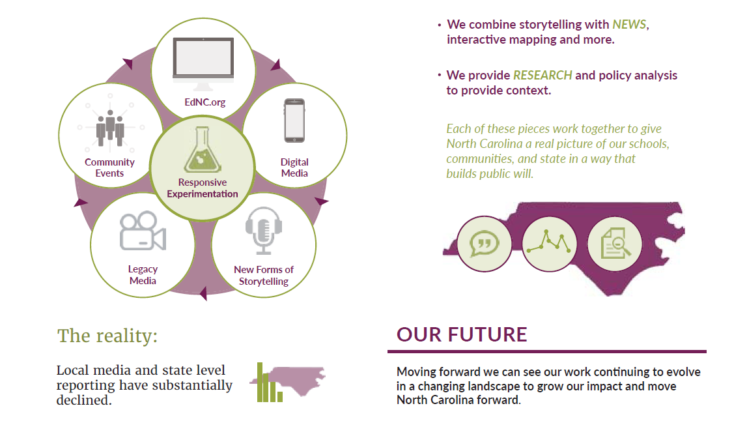 EdNC.org
Community
Events
Digital
Media
Responsive
Experimentation
Legacy
Media
New Forms of
Storytelling
The reality:
Local media and state level
reporting have substantially
declined.
• We combine storytelling with NEWS,
interactive mapping and more.
• We provide RESEARCH and policy analysis
to provide context.
Each of these pieces work together to give
North Carolina a real picture of our schools,
communities, and state in a way that
builds public will.
OUR FUTURE
Moving forward we can see our work continuing to evolve
in a changing landscape to grow our impact and move
North Carolina forward.